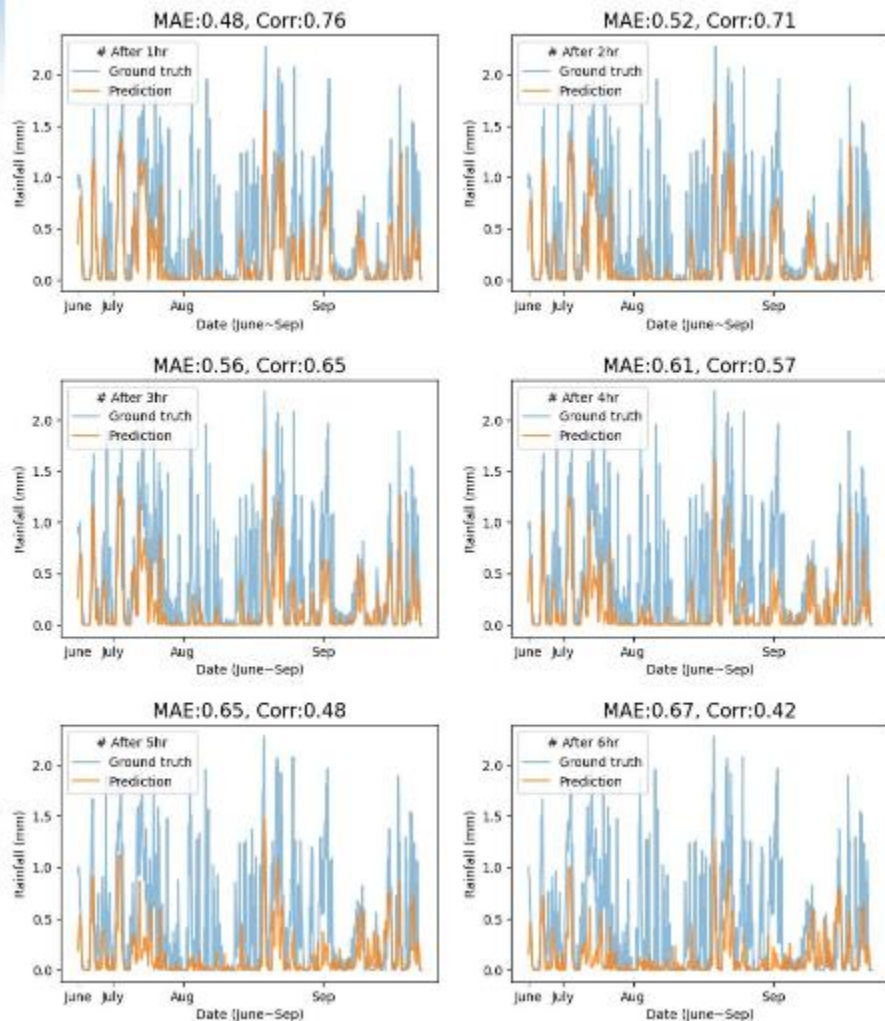 MAE:0.48, Corr:0.76
# After 1hr
Ground truth
Prediction
Rainfall (mm)
2.0
1.5
1.0
0.5
0.0
June July Aug Sep
Date (June~Sep)
MAE:0.52, Corr:0.71
# After 2hr
Ground truth
Prediction
Rainfall (mm)
2.0
1.5
1.0
0.5
0.0
June July Aug Sep
Date (June~Sep)
MAE:0.56, Corr:0.65
# After 3hr
Ground truth
Prediction
Rainfall (mm)
2.0
1.5
1.0
0.5
0.0
June July Aug Sep
Date (June~Sep)
MAE:0.61, Corr:0.57
# After 4hr
Ground truth
Prediction
Rainfall (mm)
2.0
1.5
1.0
0.5
0.0
June July Aug Sep
Date (June~Sep)
MAE:0.65, Corr:0.48
# After 5hr
Ground truth
Prediction
Rainfall (mm)
2.0
1.5
1.0
0.5
0.0
June July Aug Sep
Date (June~Sep)
MAE:0.67, Corr:0.42
# After 6hr
Ground truth
Prediction
Rainfall (mm)
2.0
1.5
1.0
0.5
0.0
June July Aug Sep
Date (June~Sep)